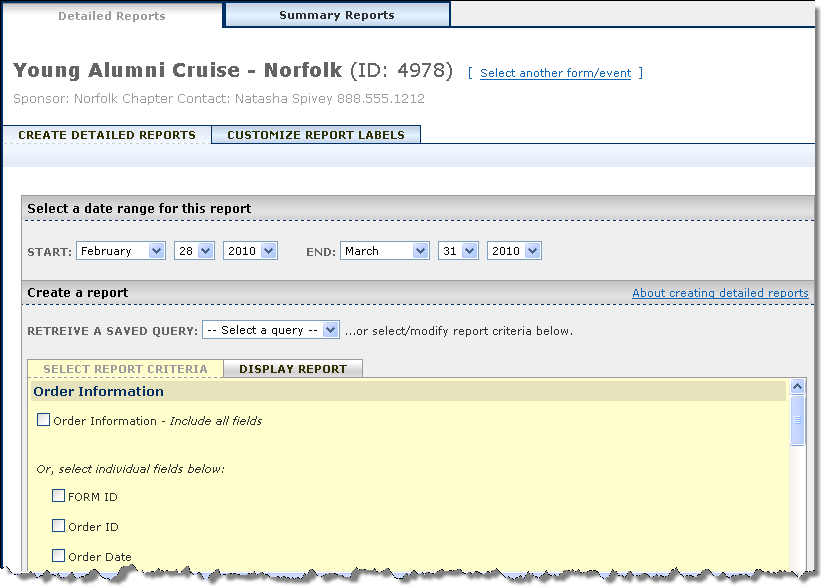 Detailed Reports
Summary Reports
Young Alumni Cruise - Norfolk (ID: 4978) [ Select another form/event ]
Sponsor: Norfolk Chapter Contact: Natasha Spivey 888.555.1212
CREATE DETAILED REPORTS
CUSTOMIZE REPORT LABELS
Select a date range for this report
START: February 28 2010 END: March 31 2010
Create a report
About creating detailed reports
RETREIVE A SAVED QUERY: -- Select a query -- ...or select/modify report criteria below.
SELECT REPORT CRITERIA
DISPLAY REPORT
Order Information
Order Information - Include all fields
Or, select individual fields below:
FORM ID
Order ID
Order Date